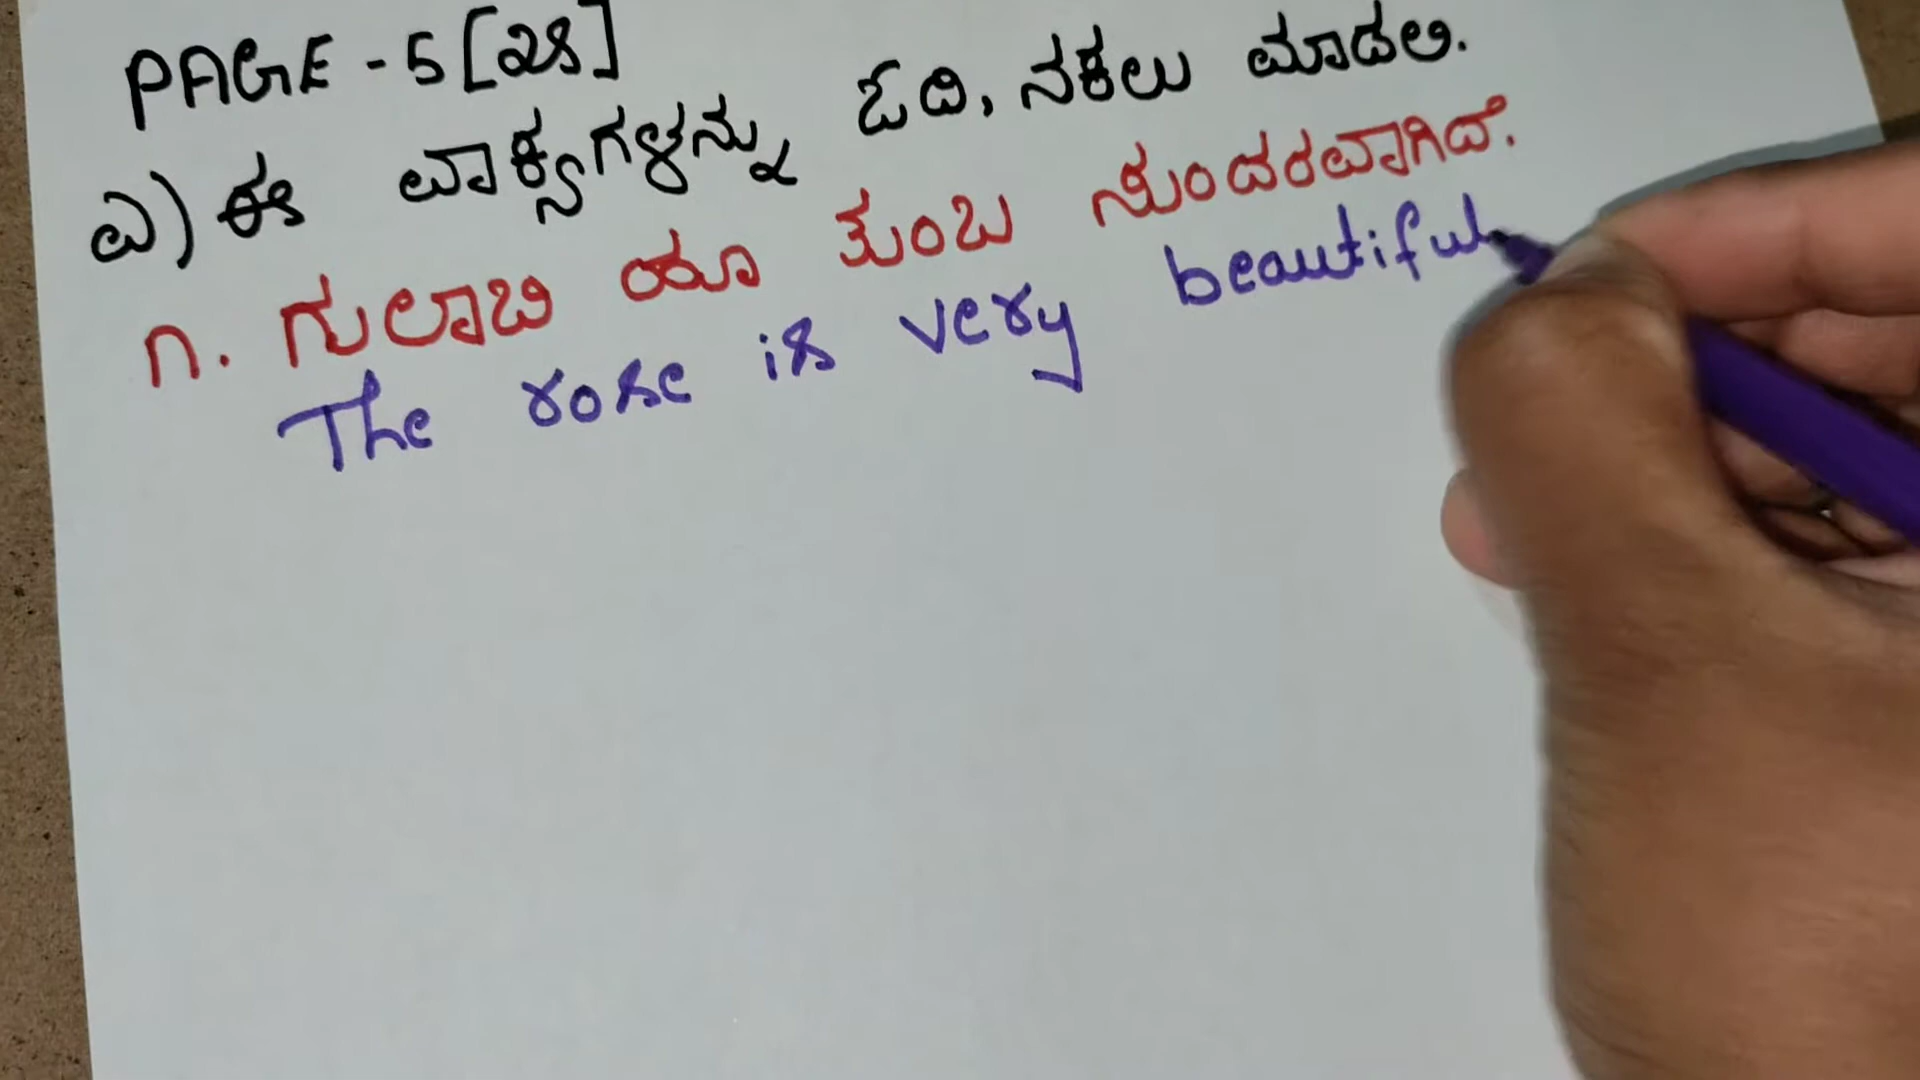 PAGE - 5 [28]
ಎ) ಈ ವಾಕ್ಯಗಳನ್ನು ಓದಿ, ನಕಲು ಮಾಡಲಿ.
೧. ಗುಲಾಬಿ ಯೂ ತುಂಬ ಸುಂದರವಾಗಿದೆ.
The rose is very beautiful